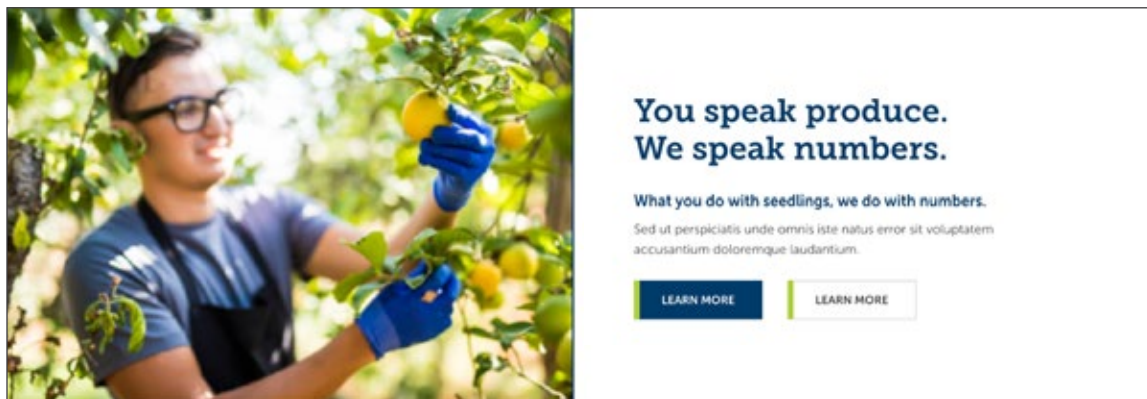 You speak produce.
We speak numbers.
What you do with seedlings, we do with numbers.
Sed ut perspiciatis unde omnis iste natus error sit voluptatem
accusantium doloremque laudantium.
LEARN MORE
LEARN MORE